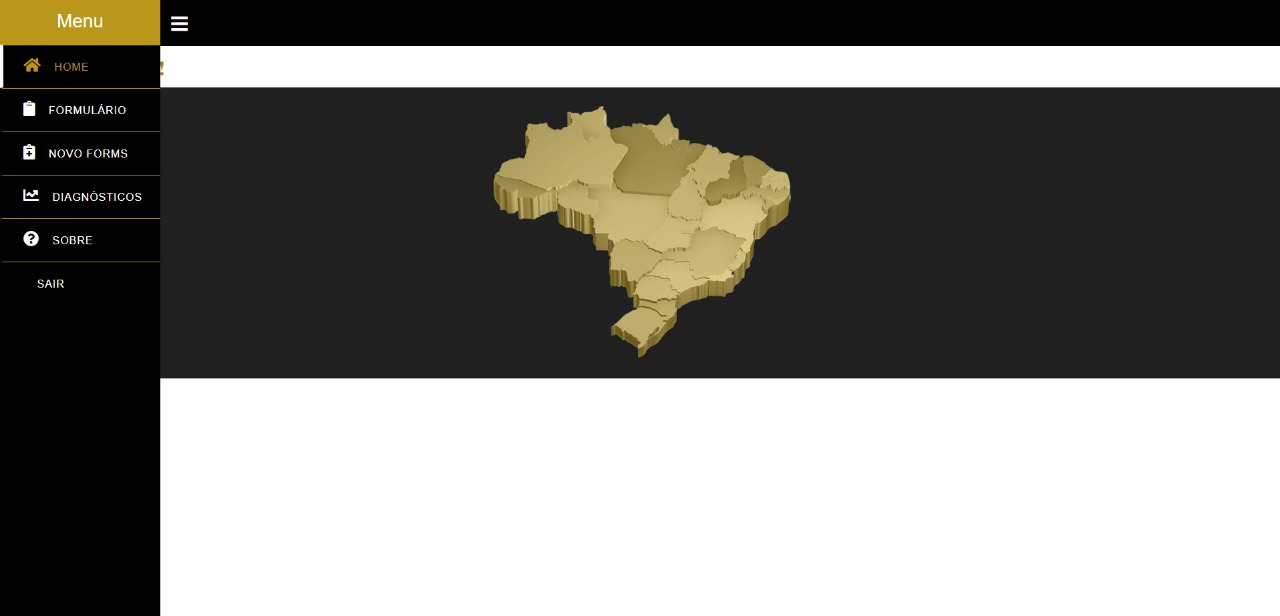 Menu
HOME
!
FORMULÁRIO
NOVO FORMS
DIAGNÓSTICOS
SOBRE
SAIR